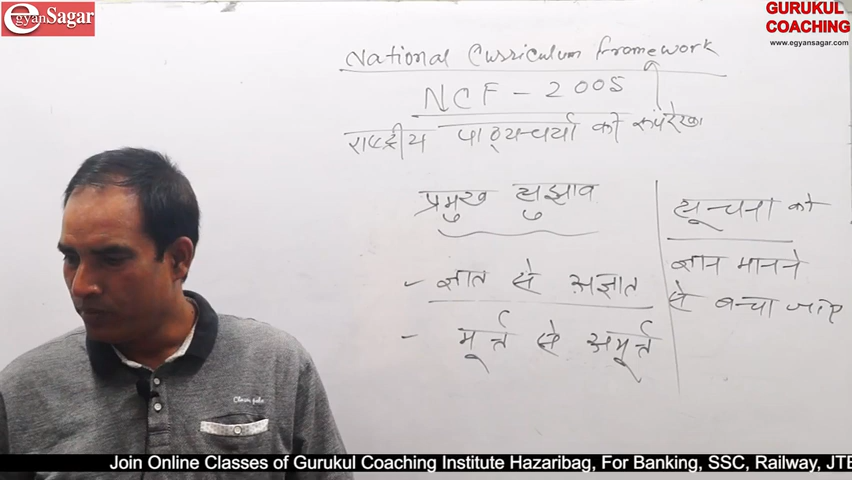 egyanSagar
GURUKUL
COACHING
www.egyansagar.com
National Curriculum Framework
NCF - 2005
राष्ट्रीय पाठ्यचर्या की रूपरेखा
प्रमुख सुझाव
- ज्ञात से अज्ञात
- मूर्त्त से अमूर्त्त
सूचना को
ज्ञान मानने
से बचा जाए
Join Online Classes of Gurukul Coaching Institute Hazaribag, For Banking, SSC, Railway, JTE